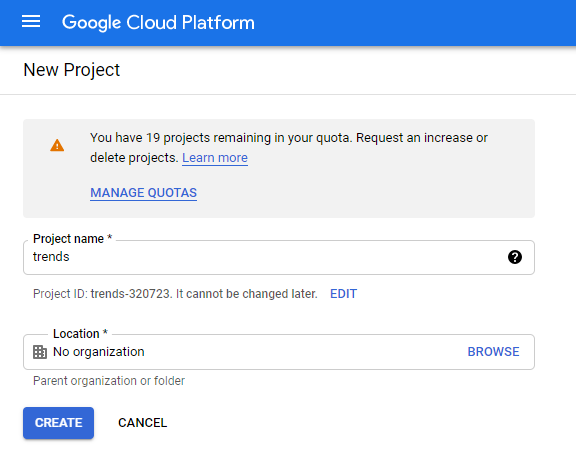 Google Cloud Platform
New Project
You have 19 projects remaining in your quota. Request an increase or
delete projects. Learn more
MANAGE QUOTAS
Project name *
trends
Project ID: trends-320723. It cannot be changed later. EDIT
Location *
No organization BROWSE
Parent organization or folder
CREATE CANCEL